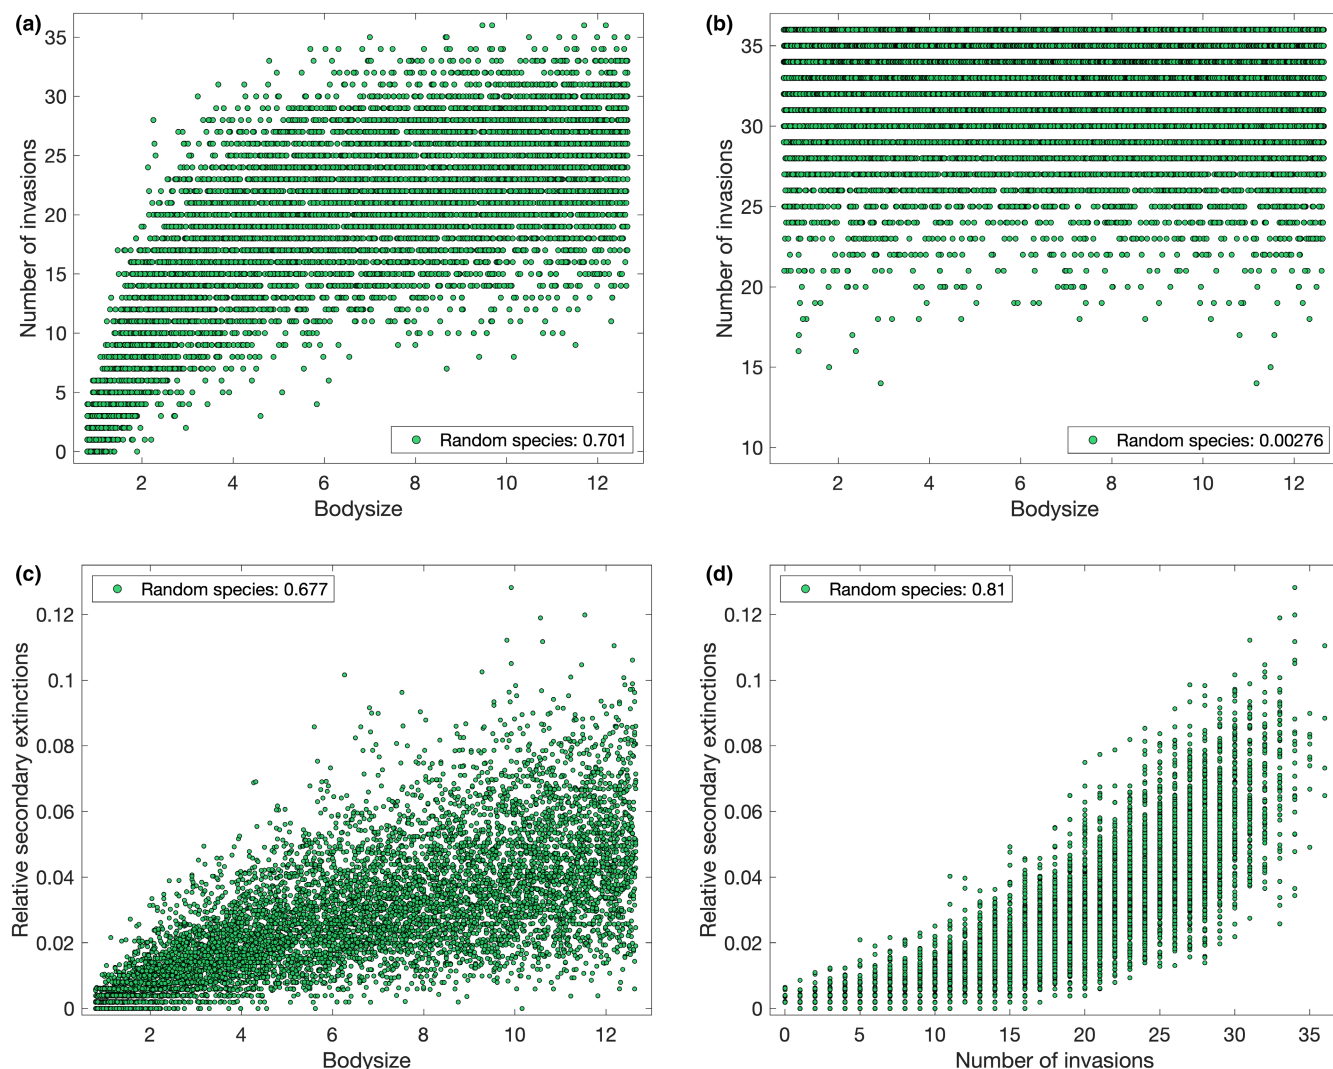 (a)
35
30
25
20
15
10
5
0
Number of invasions
Random species: 0.701
2 4 6 8 10 12
Bodysize
(b)
35
30
25
20
15
10
Number of invasions
Random species: 0.00276
2 4 6 8 10 12
Bodysize
(c)
Random species: 0.677
0.12
0.1
0.08
0.06
0.04
0.02
0
Relative secondary extinctions
2 4 6 8 10 12
Bodysize
(d)
Random species: 0.81
0.12
0.1
0.08
0.06
0.04
0.02
0
Relative secondary extinctions
0 5 10 15 20 25 30 35
Number of invasions